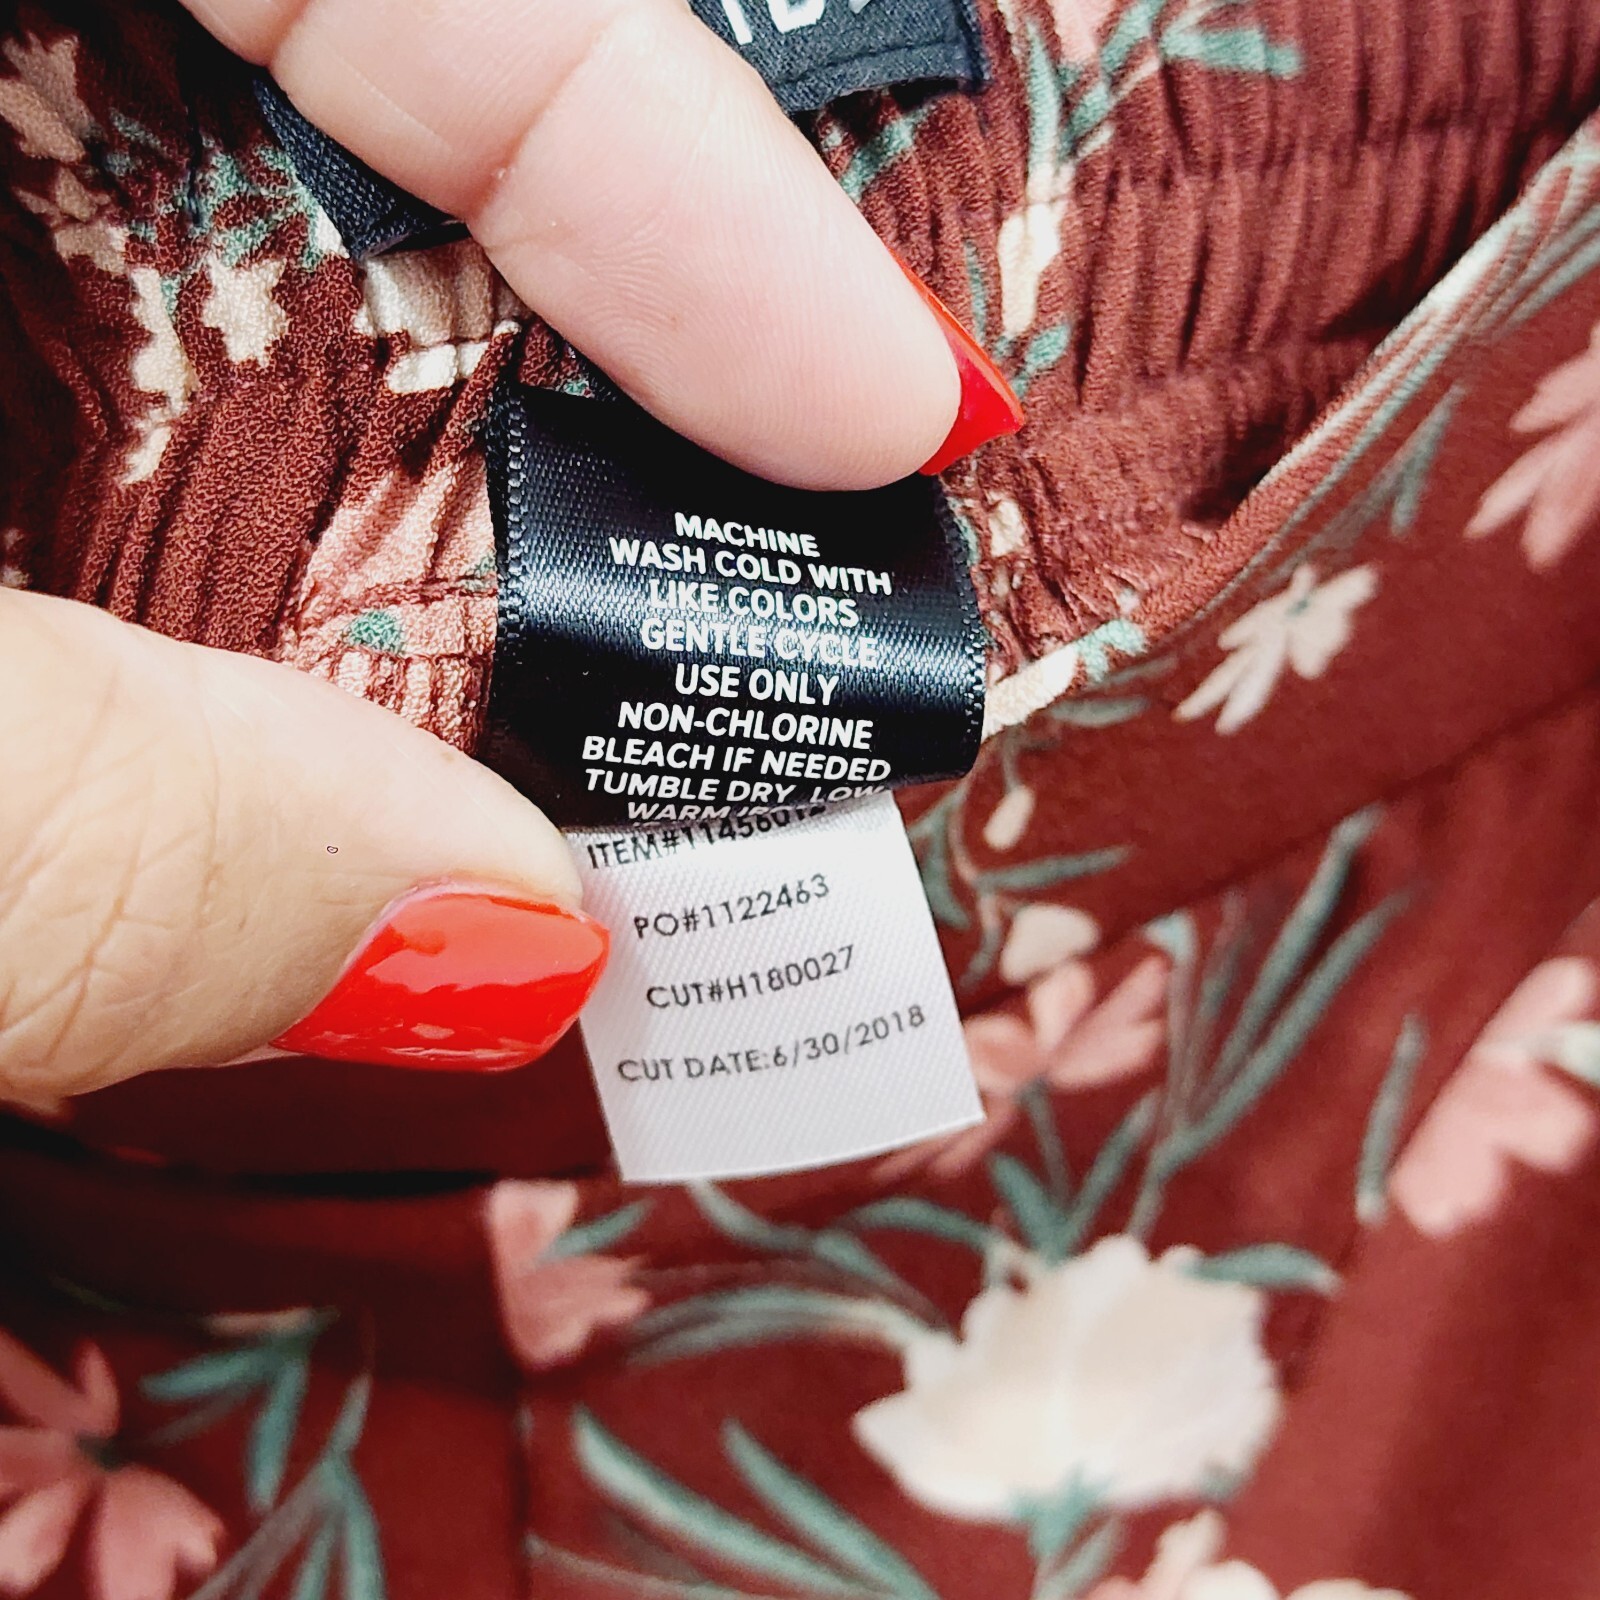 MACHINE
WASH COLD WITH
LIKE COLORS
GENTLE CYCLE
USE ONLY
NON-CHLORINE
BLEACH IF NEEDED
TUMBLE DRY LOW
WARM
PO#1122463
CUT#H180027
CUT DATE:6/30/2018